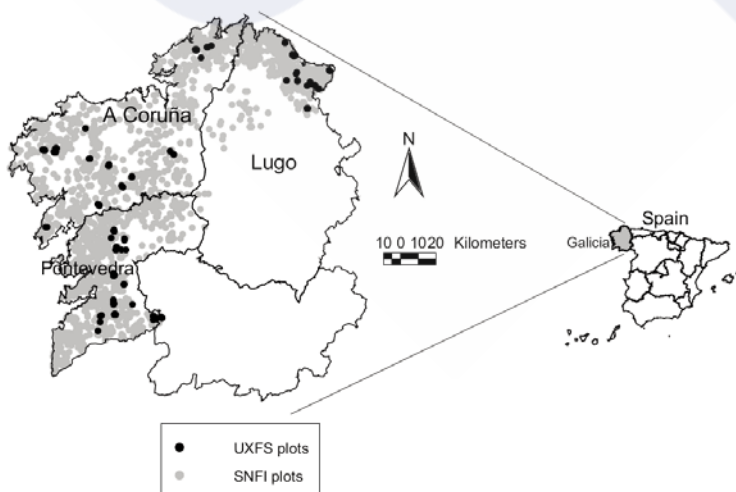 A Coruña
Lugo
Pontevedra
N
10 0 10 20 Kilometers
Spain
Galicia
UXFS plots
SNFI plots